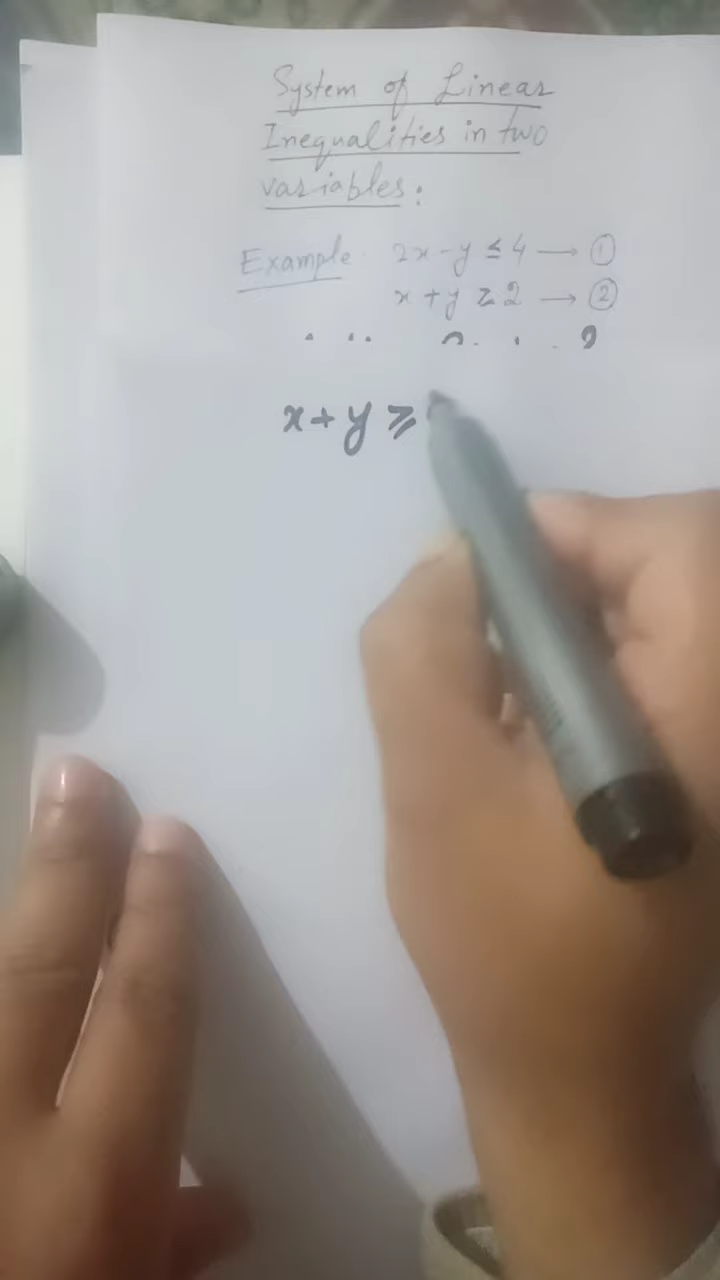 System of Linear
Inequalities in two
variables:
Example: 2x - y ≤ 4 → ①
x + y ≥ 2 → ②
x + y ≥